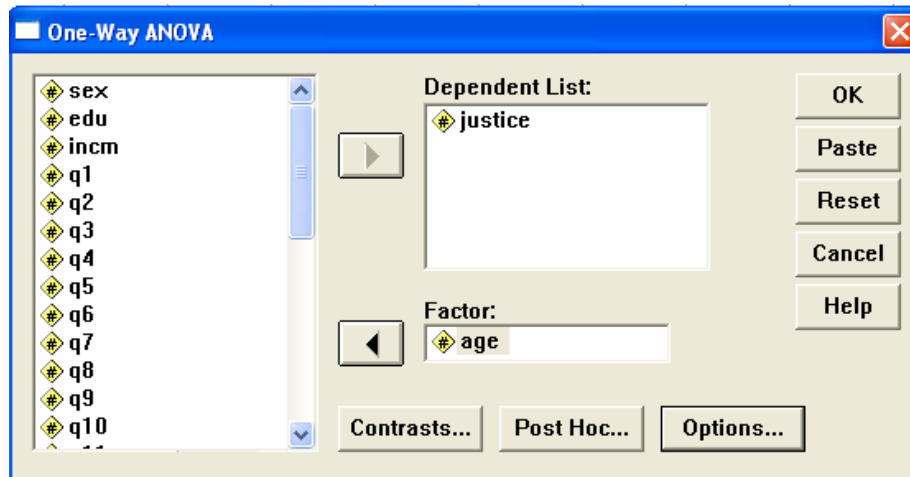 One-Way ANOVA
sex
edu
incm
q1
q2
q3
q4
q5
q6
q7
q8
q9
q10
Dependent List:
justice
Factor:
age
Contrasts...
Post Hoc...
Options...
OK
Paste
Reset
Cancel
Help